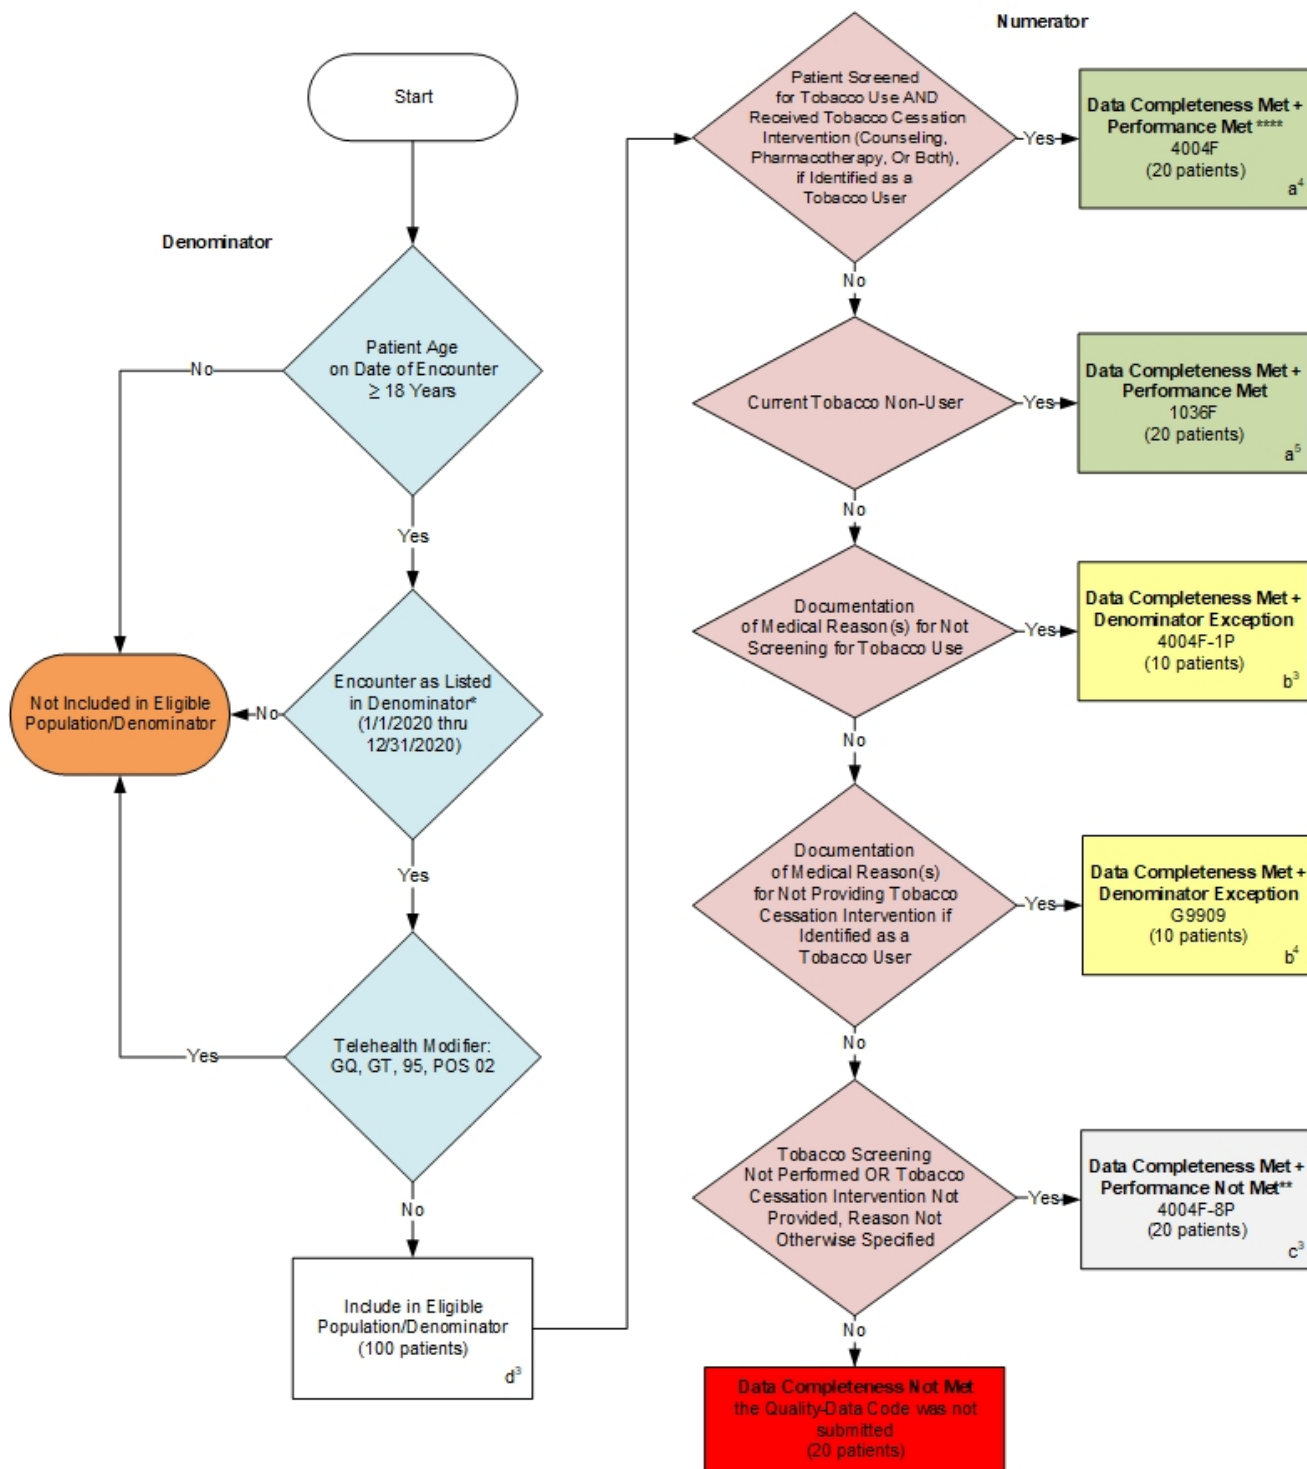 Start
Denominator
Patient Age
on Date of Encounter
≥ 18 Years
No
Yes
Encounter as Listed
in Denominator*
(1/1/2020 thru
12/31/2020)
No
Not Included in Eligible
Population/Denominator
Yes
Telehealth Modifier:
GQ, GT, 95, POS 02
Yes
No
Include in Eligible
Population/Denominator
(100 patients)
d³
Numerator
Patient Screened
for Tobacco Use AND
Received Tobacco Cessation
Intervention (Counseling,
Pharmacotherapy, Or Both),
if Identified as a
Tobacco User
Yes
Data Completeness Met +
Performance Met ****
4004F
(20 patients)
a⁴
No
Current Tobacco Non-User
Yes
Data Completeness Met +
Performance Met
1036F
(20 patients)
a⁵
No
Documentation
of Medical Reason(s) for Not
Screening for Tobacco Use
Yes
Data Completeness Met +
Denominator Exception
4004F-1P
(10 patients)
b³
No
Documentation
of Medical Reason(s)
for Not Providing Tobacco
Cessation Intervention if
Identified as a
Tobacco User
Yes
Data Completeness Met +
Denominator Exception
G9909
(10 patients)
b⁴
No
Tobacco Screening
Not Performed OR Tobacco
Cessation Intervention Not
Provided, Reason Not
Otherwise Specified
Yes
Data Completeness Met +
Performance Not Met**
4004F-8P
(20 patients)
c³
No
Data Completeness Not Met
the Quality-Data Code was not
submitted
(20 patients)